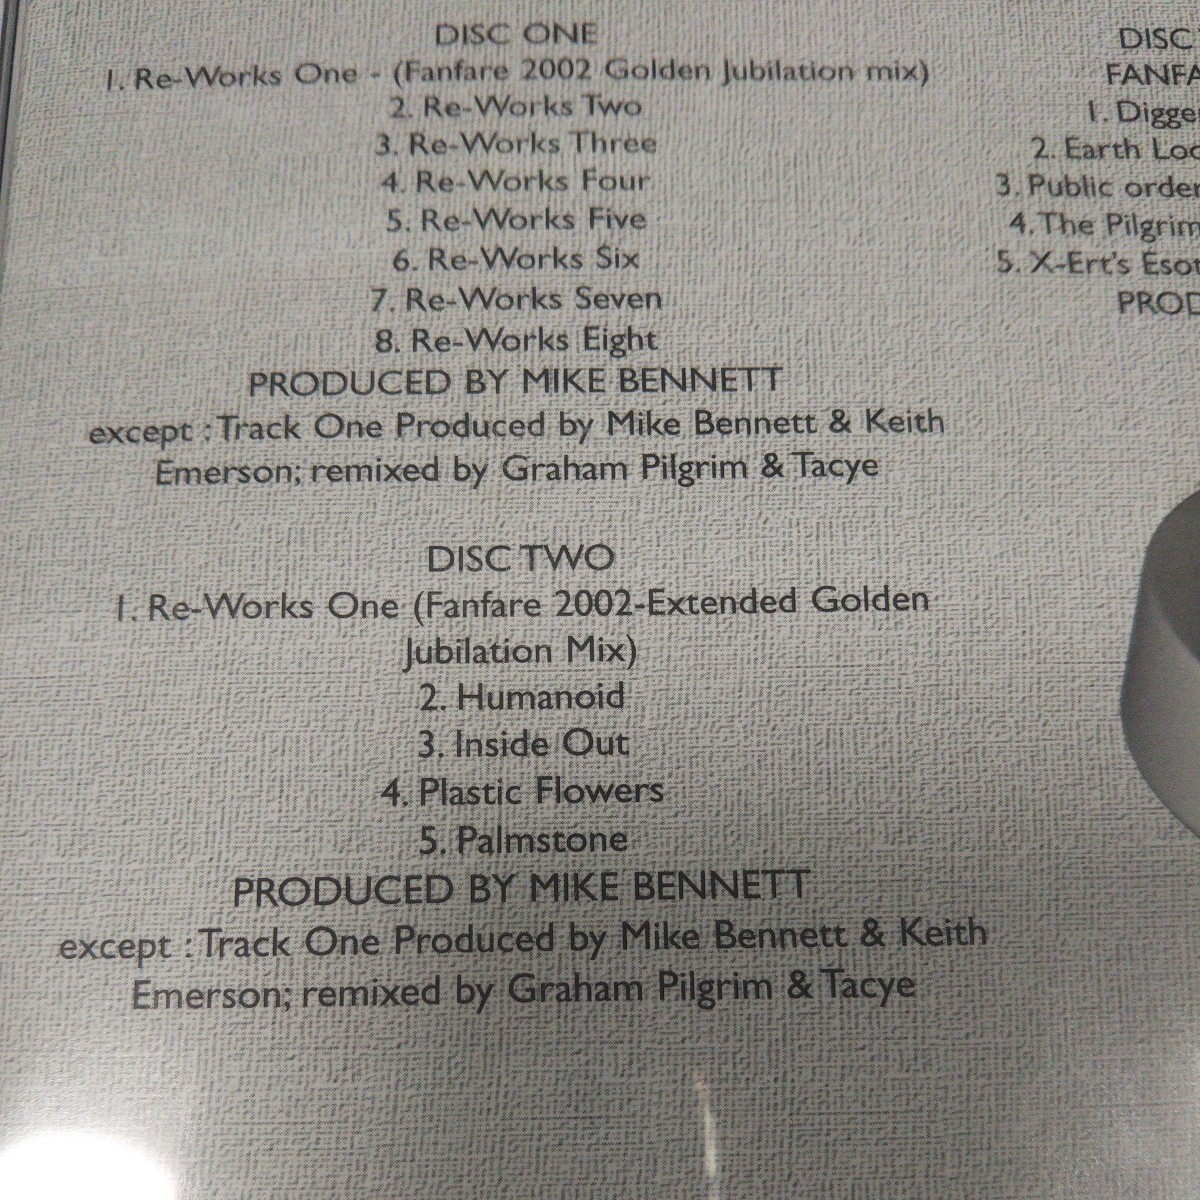 DISC ONE
1. Re-Works One - (Fanfare 2002 Golden Jubilation mix)
2. Re-Works Two
3. Re-Works Three
4. Re-Works Four
5. Re-Works Five
6. Re-Works Six
7. Re-Works Seven
8. Re-Works Eight
PRODUCED BY MIKE BENNETT
except : Track One Produced by Mike Bennett & Keith
Emerson; remixed by Graham Pilgrim & Tacye
DISC TWO
1. Re-Works One (Fanfare 2002-Extended Golden
Jubilation Mix)
2. Humanoid
3. Inside Out
4. Plastic Flowers
5. Palmstone
PRODUCED BY MIKE BENNETT
except : Track One Produced by Mike Bennett & Keith
Emerson; remixed by Graham Pilgrim & Tacye
DISC
1.
2. Earth
3. Public order
4. The Pilgrim
5. X-Ert's